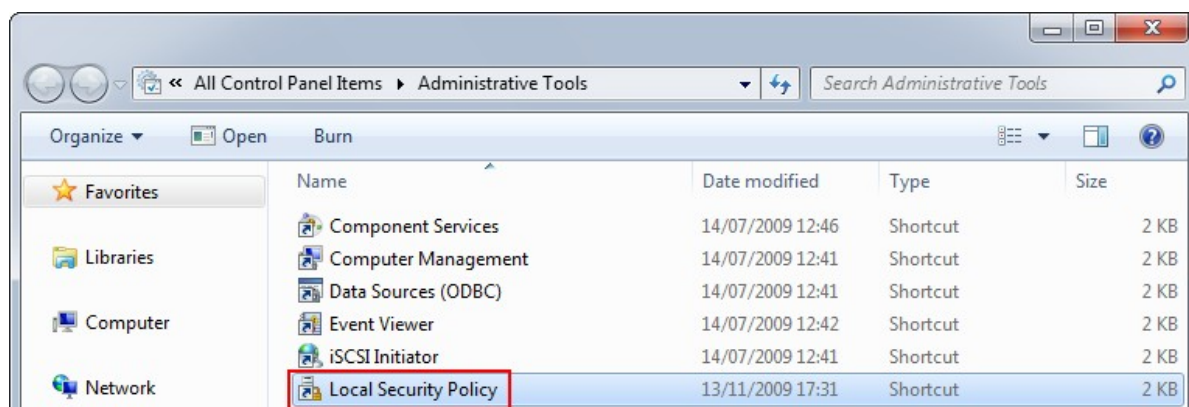 « All Control Panel Items ▸ Administrative Tools Search Administrative Tools
Organize Open Burn
Favorites
Libraries
Computer
Network
Name Date modified Type Size
Component Services 14/07/2009 12:46 Shortcut 2 KB
Computer Management 14/07/2009 12:41 Shortcut 2 KB
Data Sources (ODBC) 14/07/2009 12:41 Shortcut 2 KB
Event Viewer 14/07/2009 12:42 Shortcut 2 KB
iSCSI Initiator 14/07/2009 12:41 Shortcut 2 KB
Local Security Policy 13/11/2009 17:31 Shortcut 2 KB